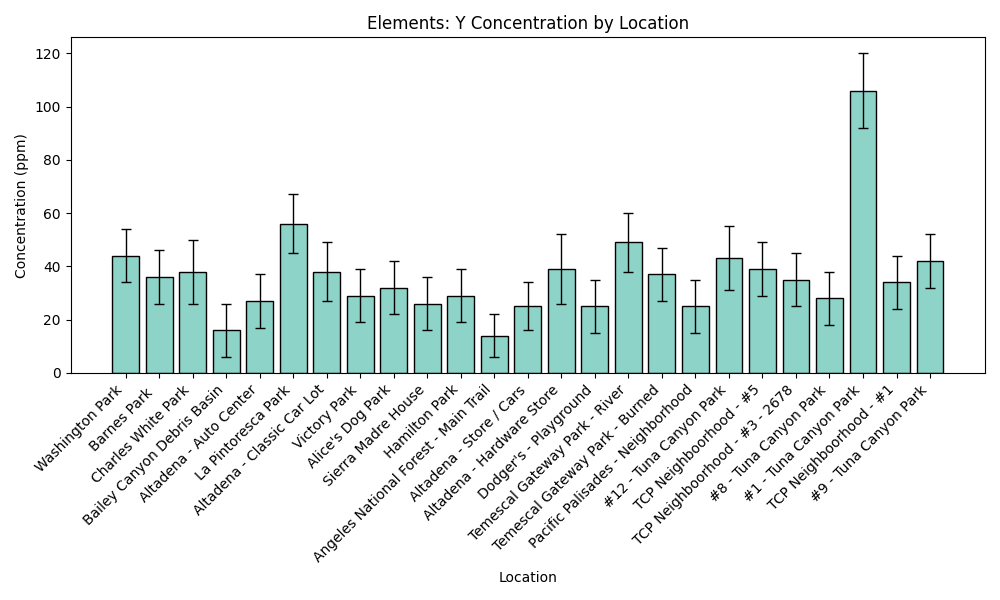 Elements: Y Concentration by Location
Concentration (ppm)
120
100
80
60
40
20
0
Washington Park
Barnes Park
Charles White Park
Bailey Canyon Debris Basin
Altadena - Auto Center
La Pintoresca Park
Altadena - Classic Car Lot
Victory Park
Alice's Dog Park
Sierra Madre House
Hamilton Park
Angeles National Forest - Main Trail
Altadena - Store / Cars
Altadena - Hardware Store
Dodger's - Playground
Temescal Gateway Park - River
Temescal Gateway Park - Burned
Pacific Palisades - Neighborhood
#12 - Tuna Canyon Park
TCP Neighborhood - #5
TCP Neighboorhood - #3 - 2678
#8 - Tuna Canyon Park
#1 - Tuna Canyon Park
TCP Neighborhood - #1
#9 - Tuna Canyon Park
Location